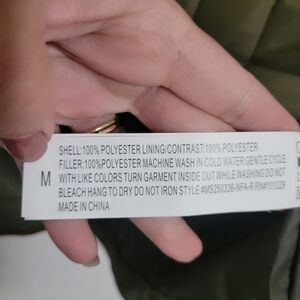 SHELL:100% POLYESTER LINING/CONTRAST:100% POLYESTER
FILLER:100%POLYESTER MACHINE WASH IN COLD WATER GENTLE CYCLE
M WITH LIKE COLORS TURN GARMENT INSIDE OUT WHILE WASHING DO NOT
BLEACH HANG TO DRY DO NOT IRON STYLE #MS250336-NFA-R RN#101229
MADE IN CHINA